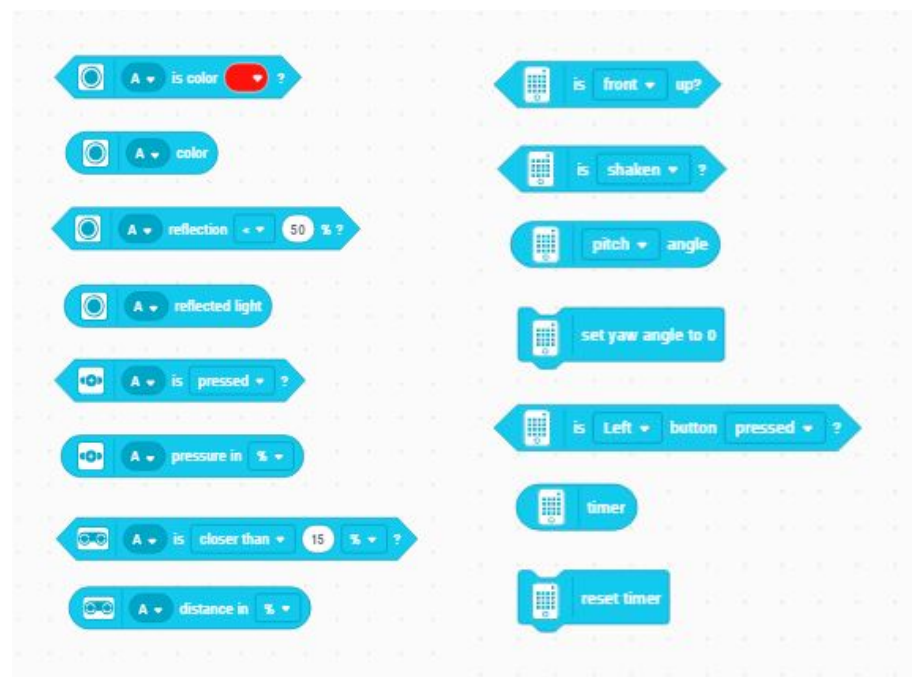 A is color ?
A color
A reflection < 50 % ?
A reflected light
A is pressed ?
A pressure in %
A is closer than 15 % ?
A distance in %
is front up?
is shaken ?
pitch angle
set yaw angle to 0
is Left button pressed ?
timer
reset timer